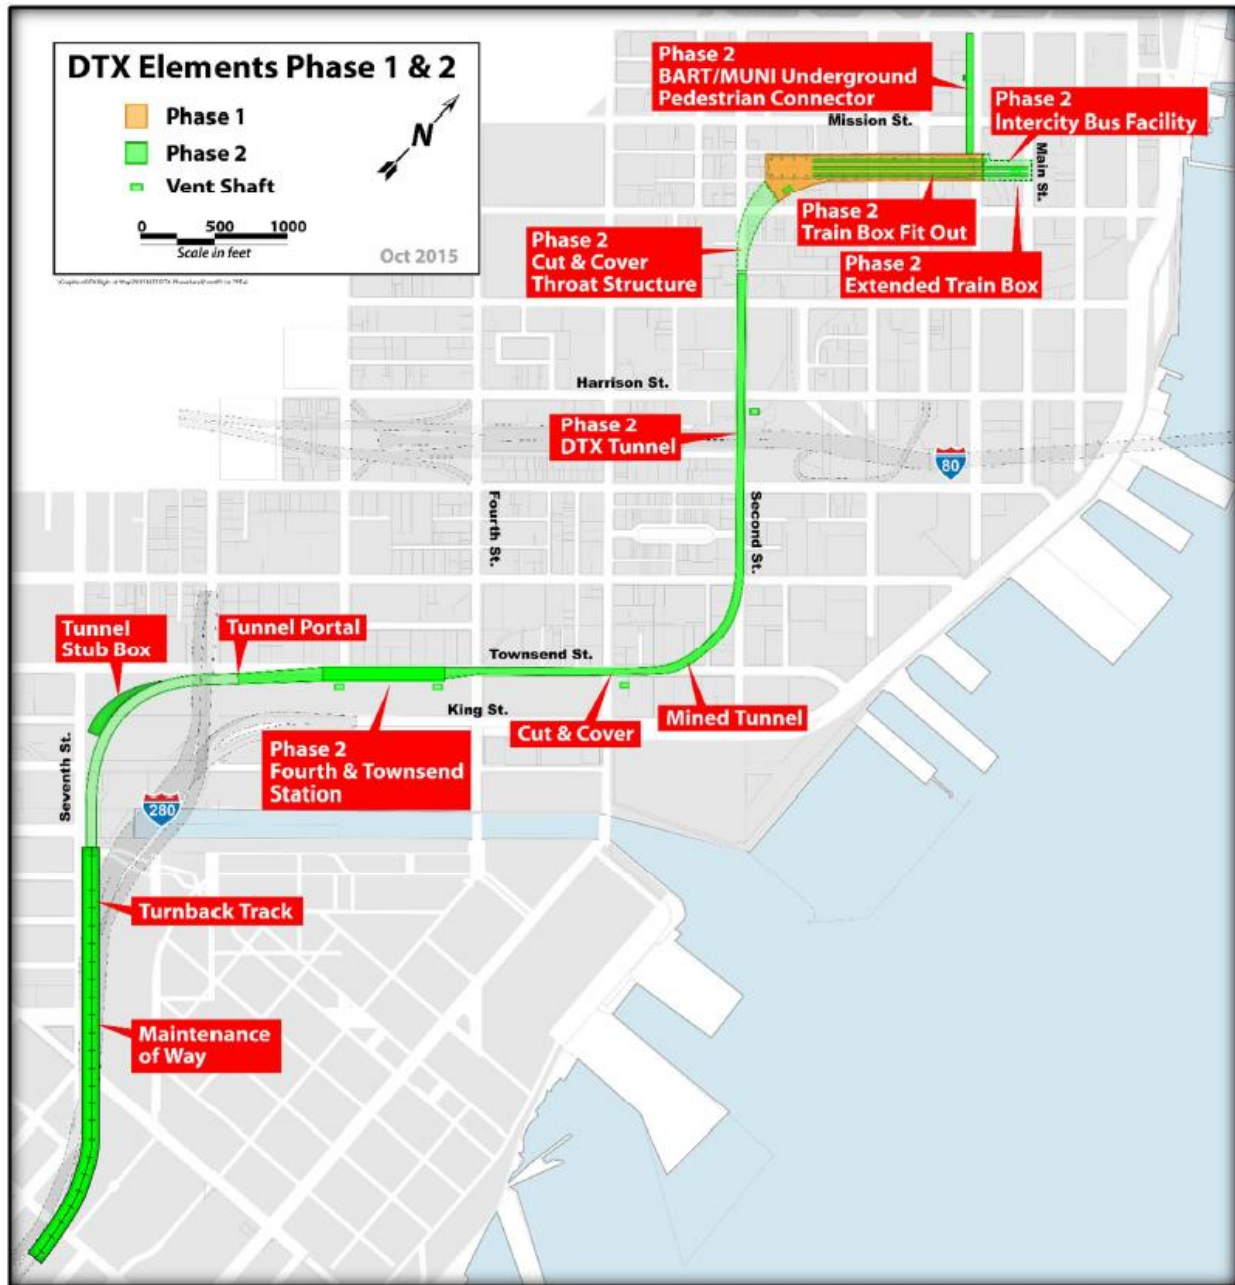 DTX Elements Phase 1 & 2
Phase 1
Phase 2
Vent Shaft
N
0 500 1000
Scale in feet
Oct 2015
Phase 2
BART/MUNI Underground
Pedestrian Connector
Mission St.
Phase 2
Intercity Bus Facility
Main St.
Phase 2
Train Box Fit Out
Phase 2
Cut & Cover
Throat Structure
Phase 2
Extended Train Box
Harrison St.
Phase 2
DTX Tunnel
80
Fourth St.
Second St.
Tunnel
Stub Box
Tunnel Portal
Townsend St.
King St.
Mined Tunnel
Cut & Cover
Phase 2
Fourth & Townsend
Station
Seventh St.
280
Turnback Track
Maintenance
of Way